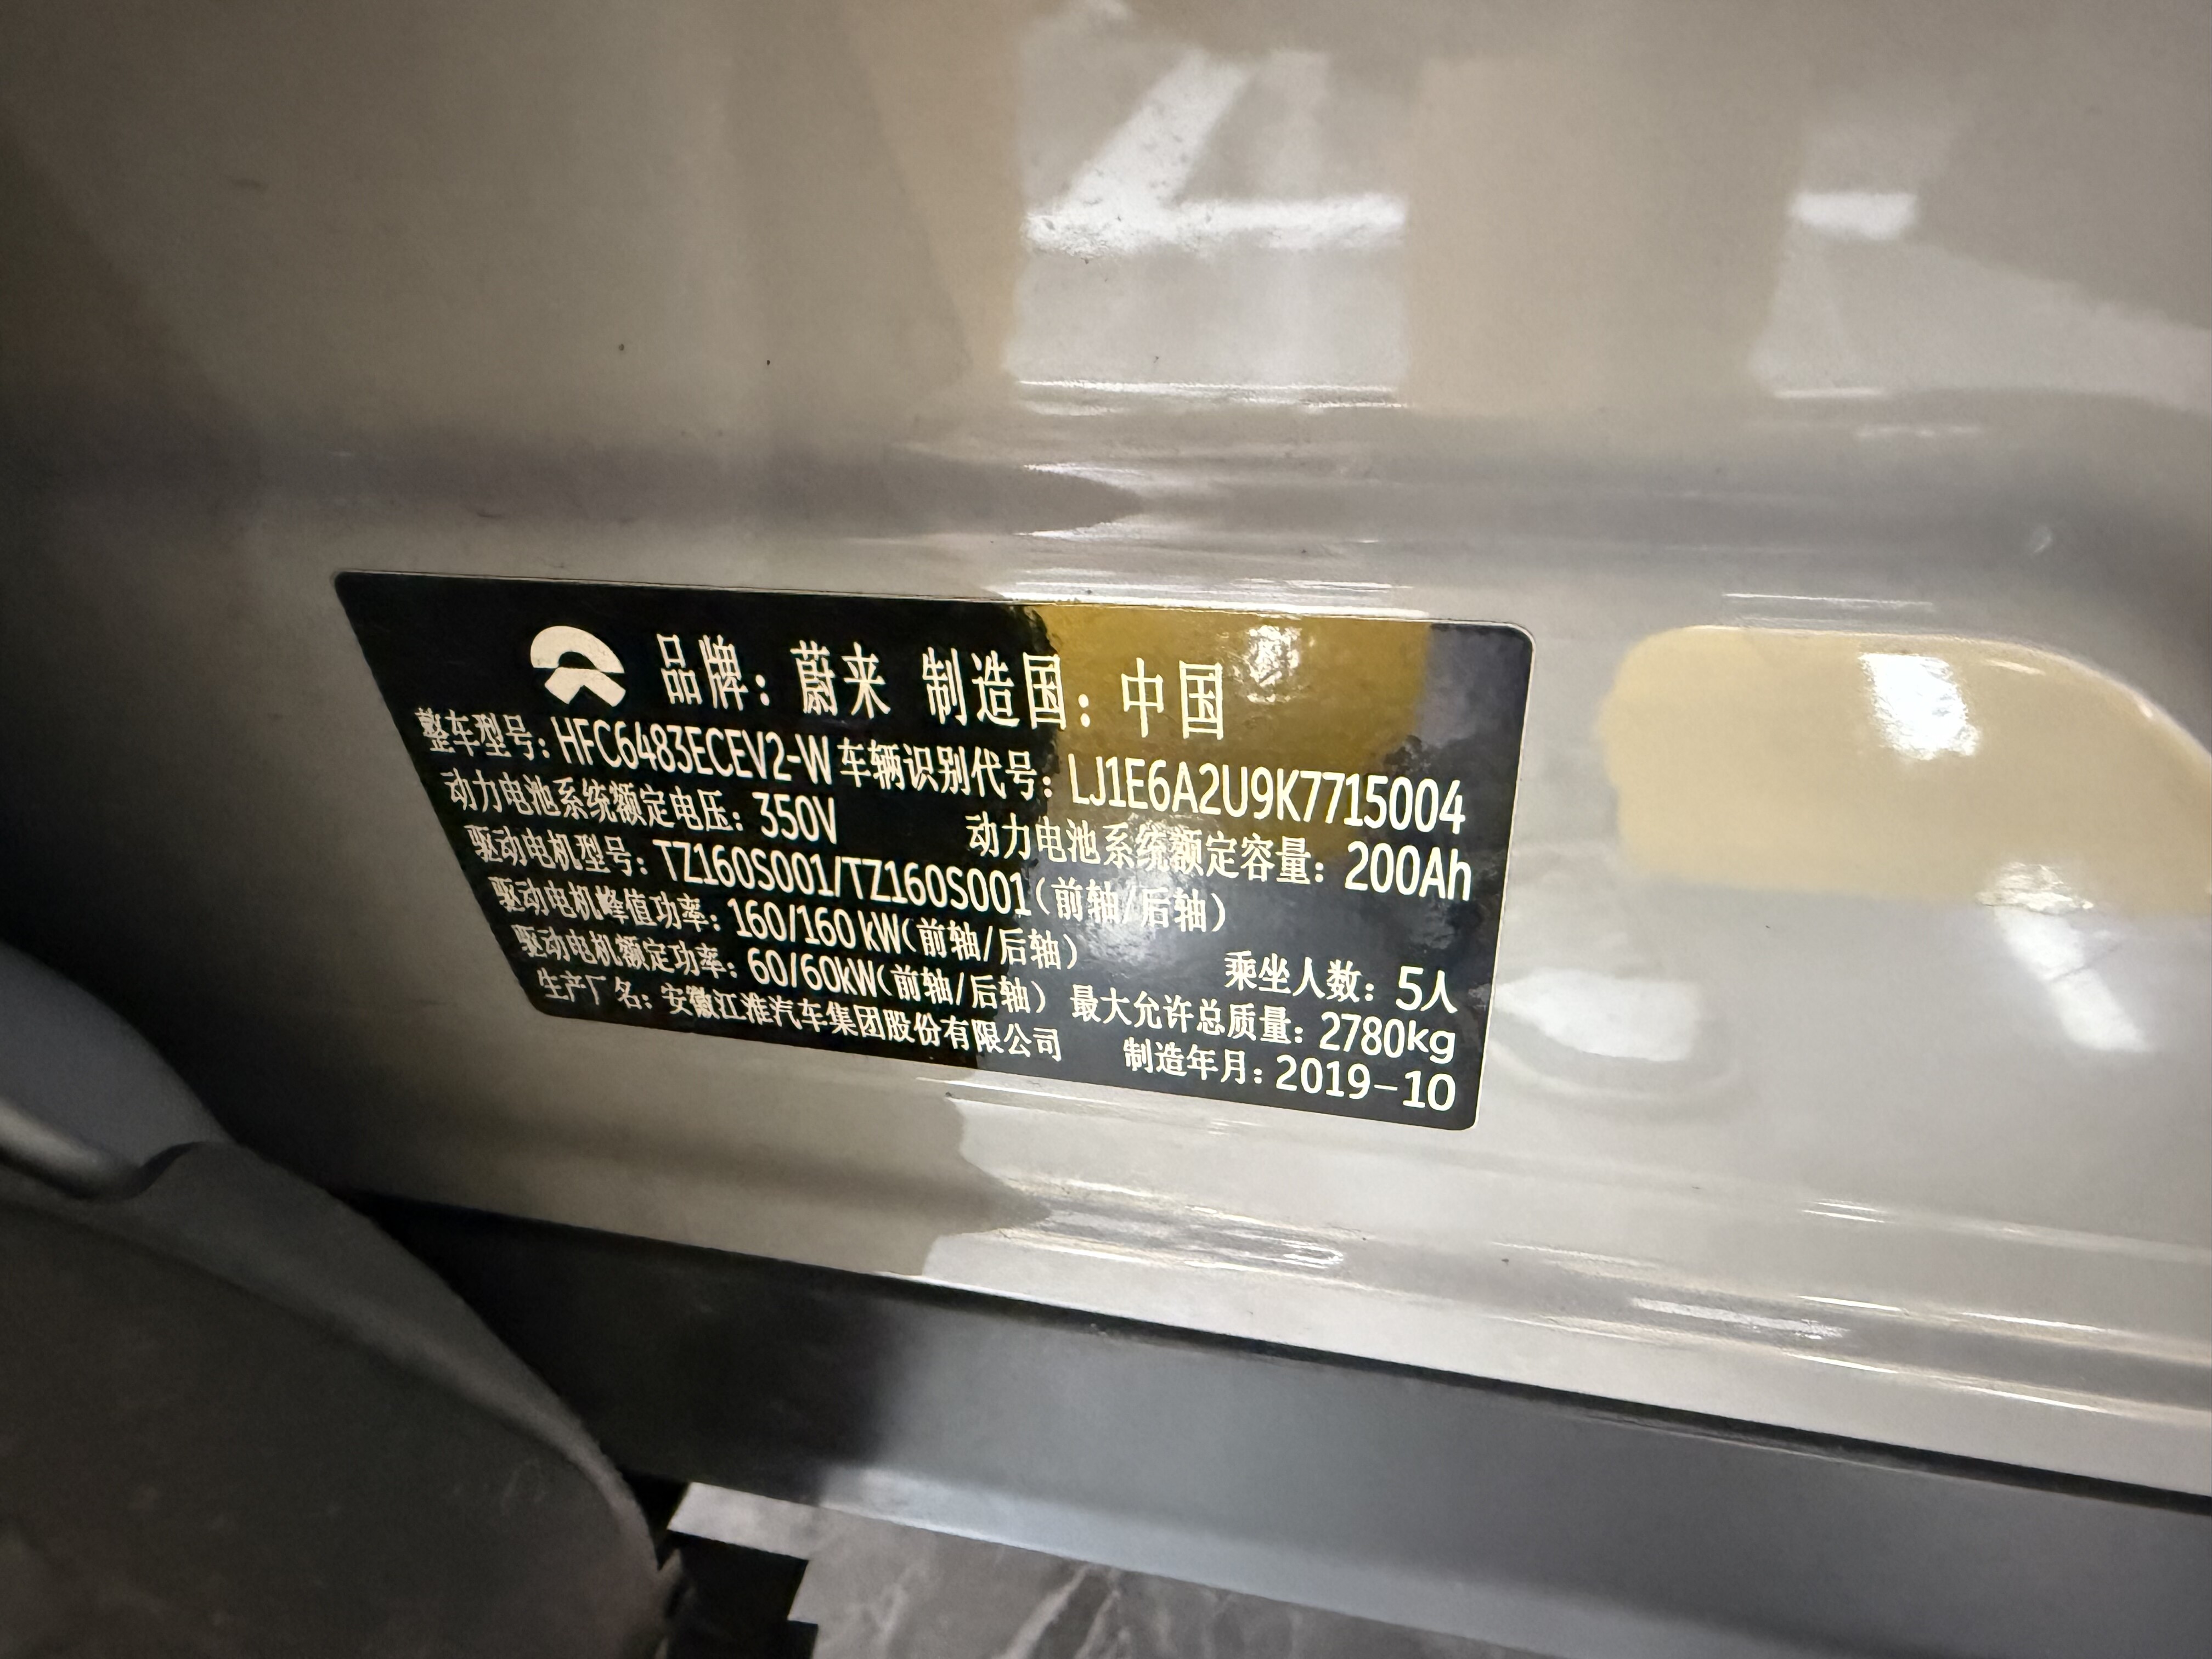 品牌：蔚来 制造国：中国
整车型号：HFC6483ECEV2-W 车辆识别代号：LJ1E6A2U9K7715004
动力电池系统额定电压：350V 动力电池系统额定容量：200Ah
驱动电机型号：TZ160S001/TZ160S001(前轴/后轴)
驱动电机峰值功率：160/160kW(前轴/后轴) 乘坐人数：5人
驱动电机额定功率：60/60kW(前轴/后轴) 最大允许总质量：2780kg
生产厂名：安徽江淮汽车集团股份有限公司 制造年月：2019-10